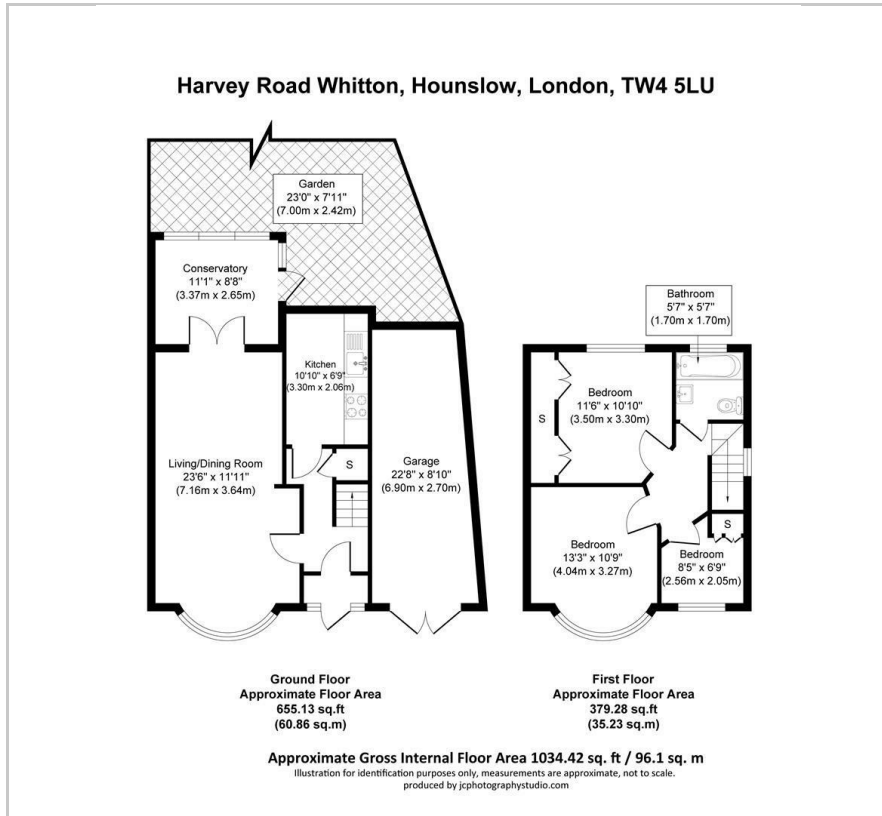 Harvey Road Whitton, Hounslow, London, TW4 5LU
Garden
23'0" x 7'11"
(7.00m x 2.42m)
Conservatory
11'1" x 8'8"
(3.37m x 2.65m)
Kitchen
10'10" x 6'9"
(3.30m x 2.06m)
S
Living/Dining Room
23'6" x 11'11"
(7.16m x 3.64m)
Garage
22'8" x 8'10"
(6.90m x 2.70m)
Ground Floor
Approximate Floor Area
655.13 sq.ft
(60.86 sq.m)
Bathroom
5'7" x 5'7"
(1.70m x 1.70m)
Bedroom
11'6" x 10'10"
(3.50m x 3.30m)
S
Bedroom
13'3" x 10'9"
(4.04m x 3.27m)
S
Bedroom
8'5" x 6'9"
(2.56m x 2.05m)
First Floor
Approximate Floor Area
379.28 sq.ft
(35.23 sq.m)
Approximate Gross Internal Floor Area 1034.42 sq. ft / 96.1 sq. m
Illustration for identification purposes only, measurements are approximate, not to scale.
produced by jcphotographystudio.com